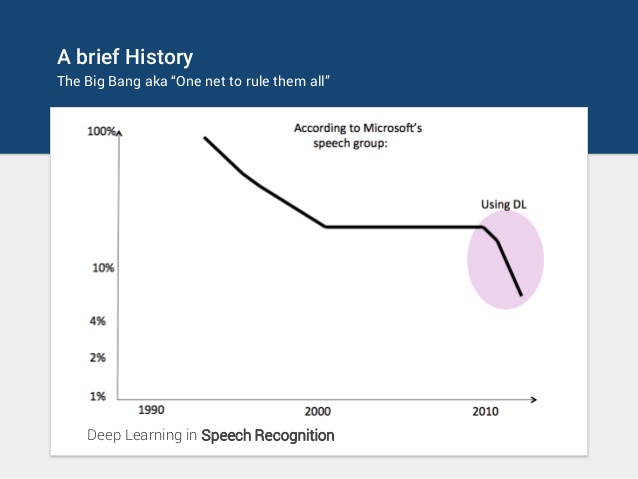 A brief History
The Big Bang aka “One net to rule them all”
According to Microsoft's
speech group:
100%
Using DL
10%
4%
2%
1%
1990 2000 2010
Deep Learning in Speech Recognition